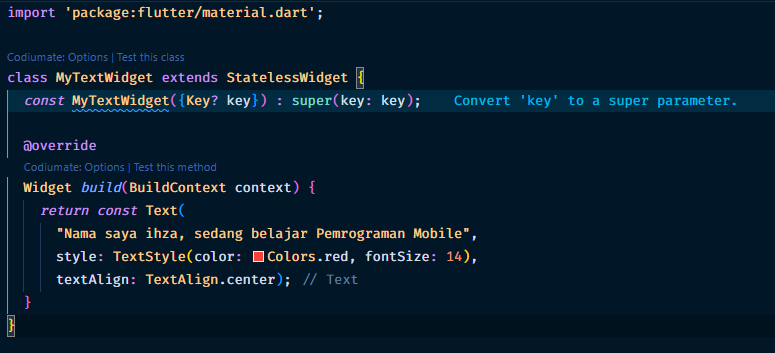 import 'package:flutter/material.dart';
Codiumate: Options | Test this class
class MyTextWidget extends StatelessWidget {
const MyTextWidget({Key? key}) : super(key: key);    Convert 'key' to a super parameter.
@override
Codiumate: Options | Test this method
Widget build(BuildContext context) {
return const Text(
"Nama saya ihza, sedang belajar Pemrograman Mobile",
style: TextStyle(color: Colors.red, fontSize: 14),
textAlign: TextAlign.center); // Text
}
}